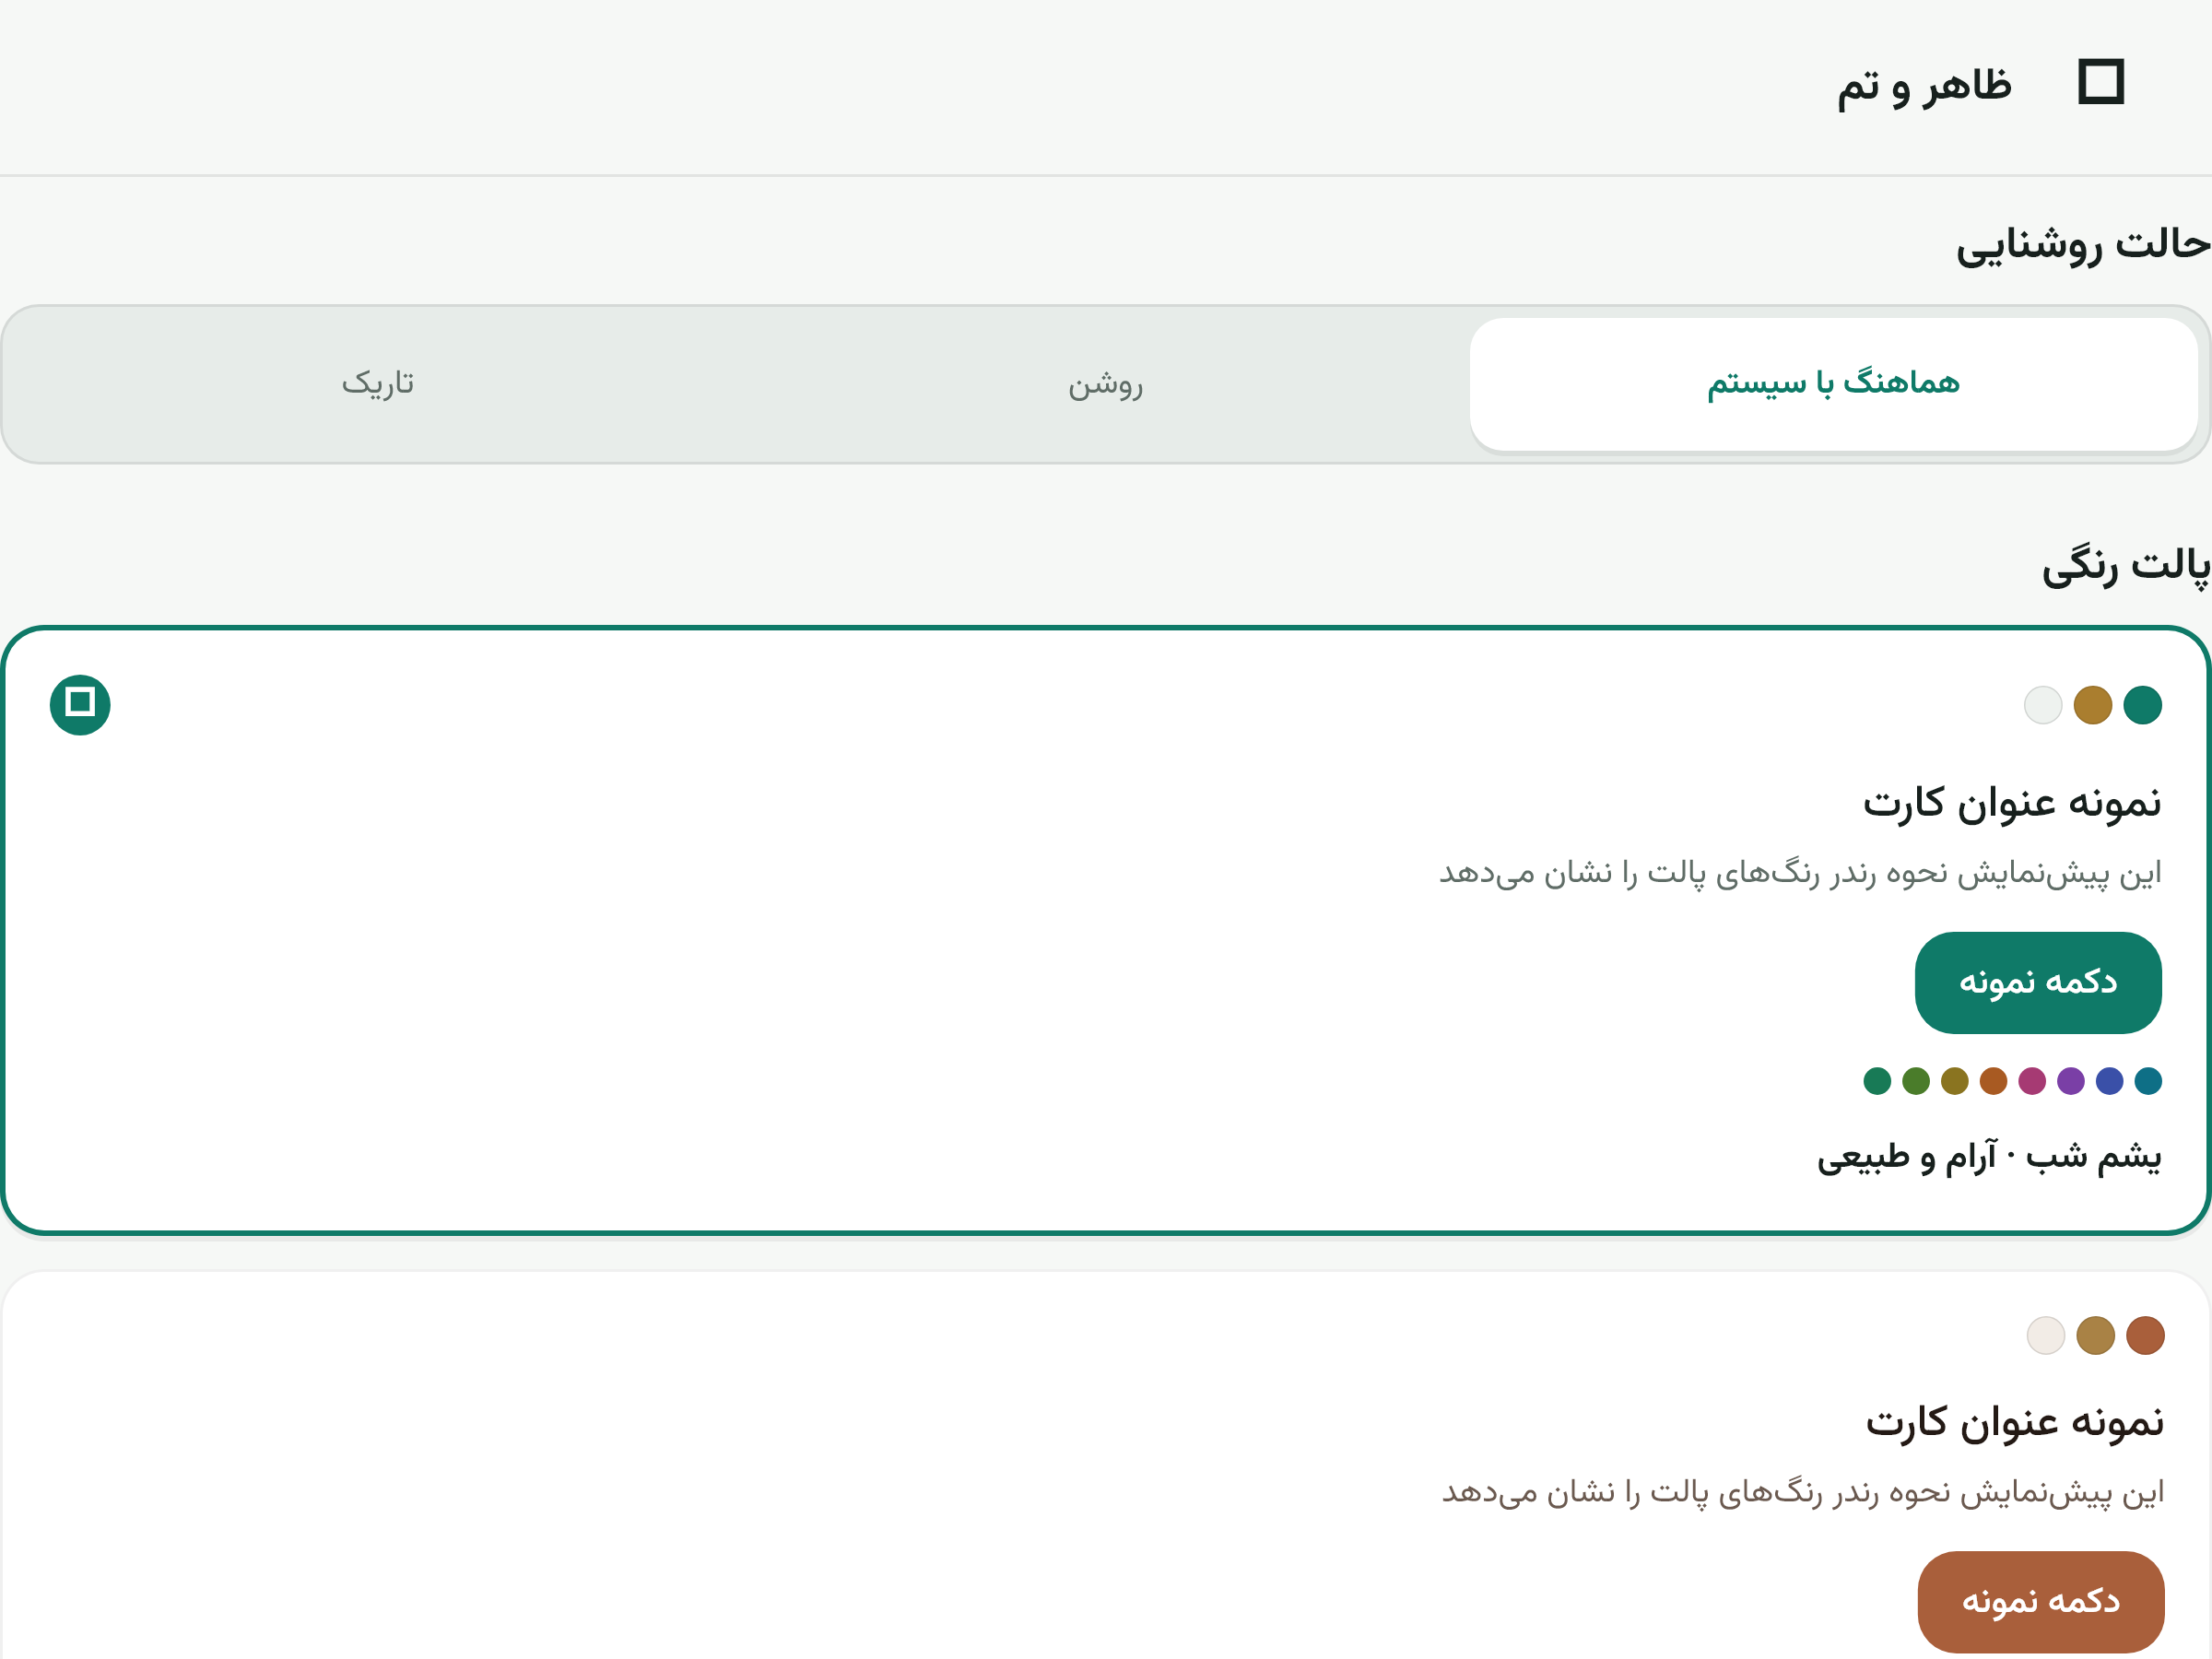 ظاهر و تم
حالت روشنایی
هماهنگ با سیستم
روشن
تاریک
پالت رنگی
نمونه عنوان کارت
این پیش‌نمایش نحوه رندر رنگ‌های پالت را نشان می‌دهد
دکمه نمونه
یشم شب · آرام و طبیعی
نمونه عنوان کارت
این پیش‌نمایش نحوه رندر رنگ‌های پالت را نشان می‌دهد
دکمه نمونه